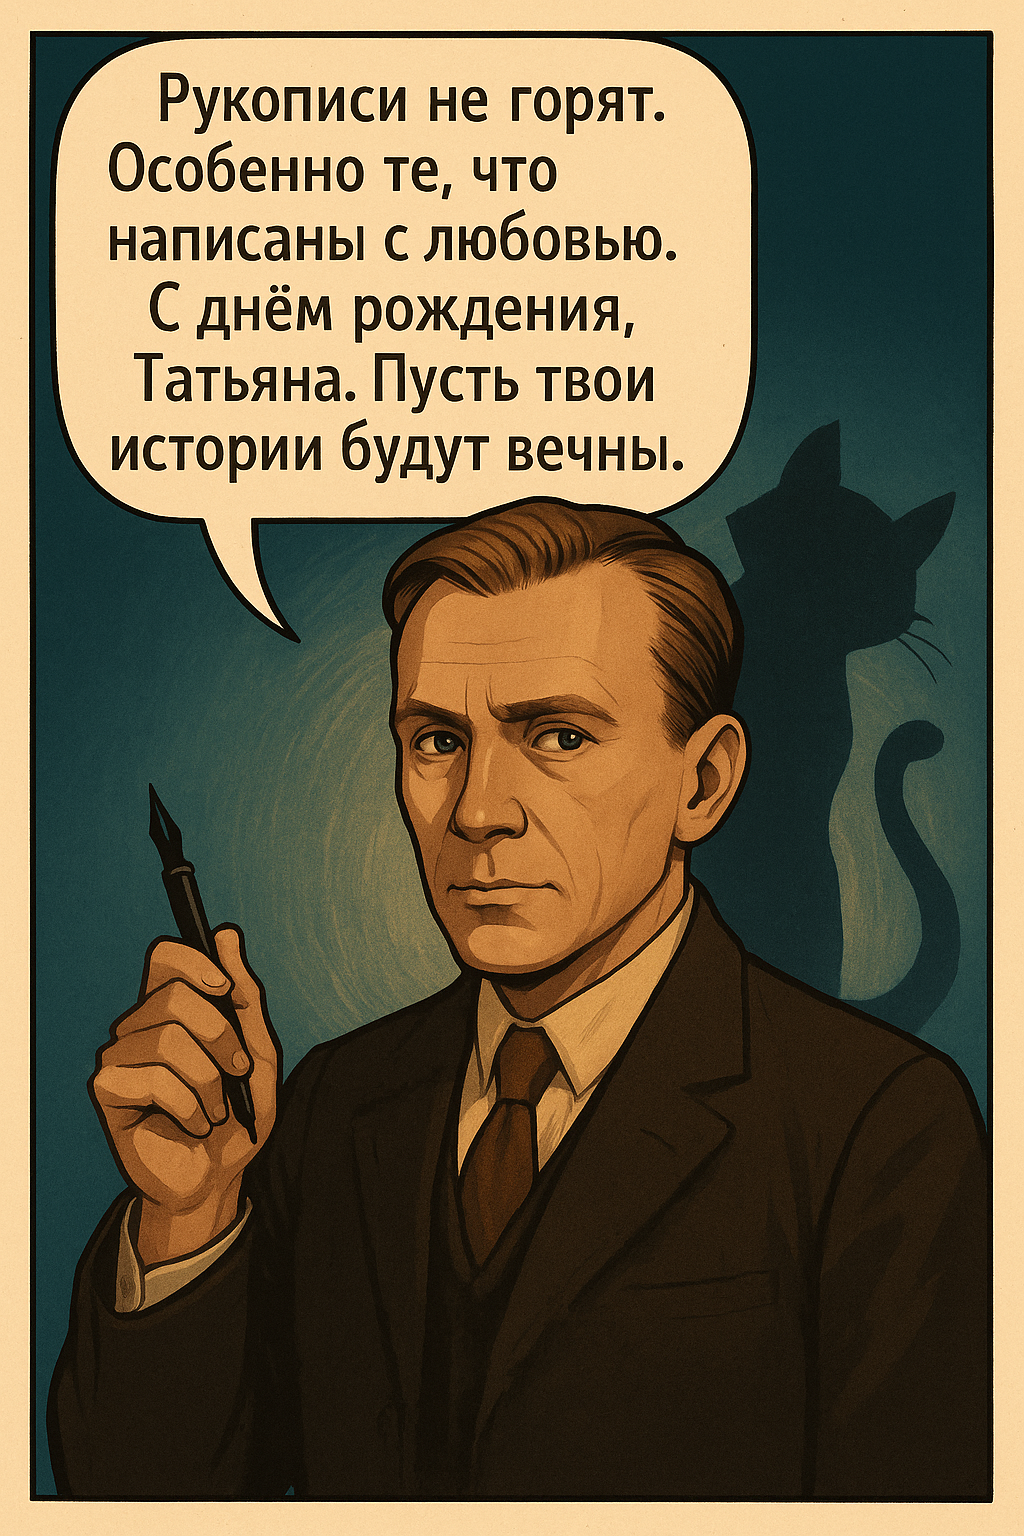 Рукописи не горят.
Особенно те, что
написаны с любовью.
С днём рождения,
Татьяна. Пусть твои
истории будут вечны.